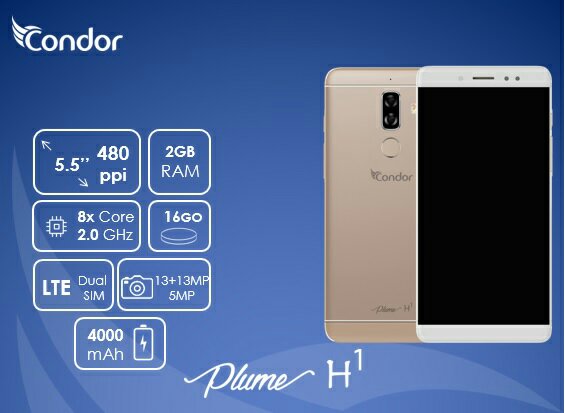 Condor
5.5’’ 480
ppi
2GB
RAM
8x Core
2.0 GHz
16GO
LTE Dual
SIM
13+13MP
5MP
4000
mAh
Condor
Plume H1
Plume H1